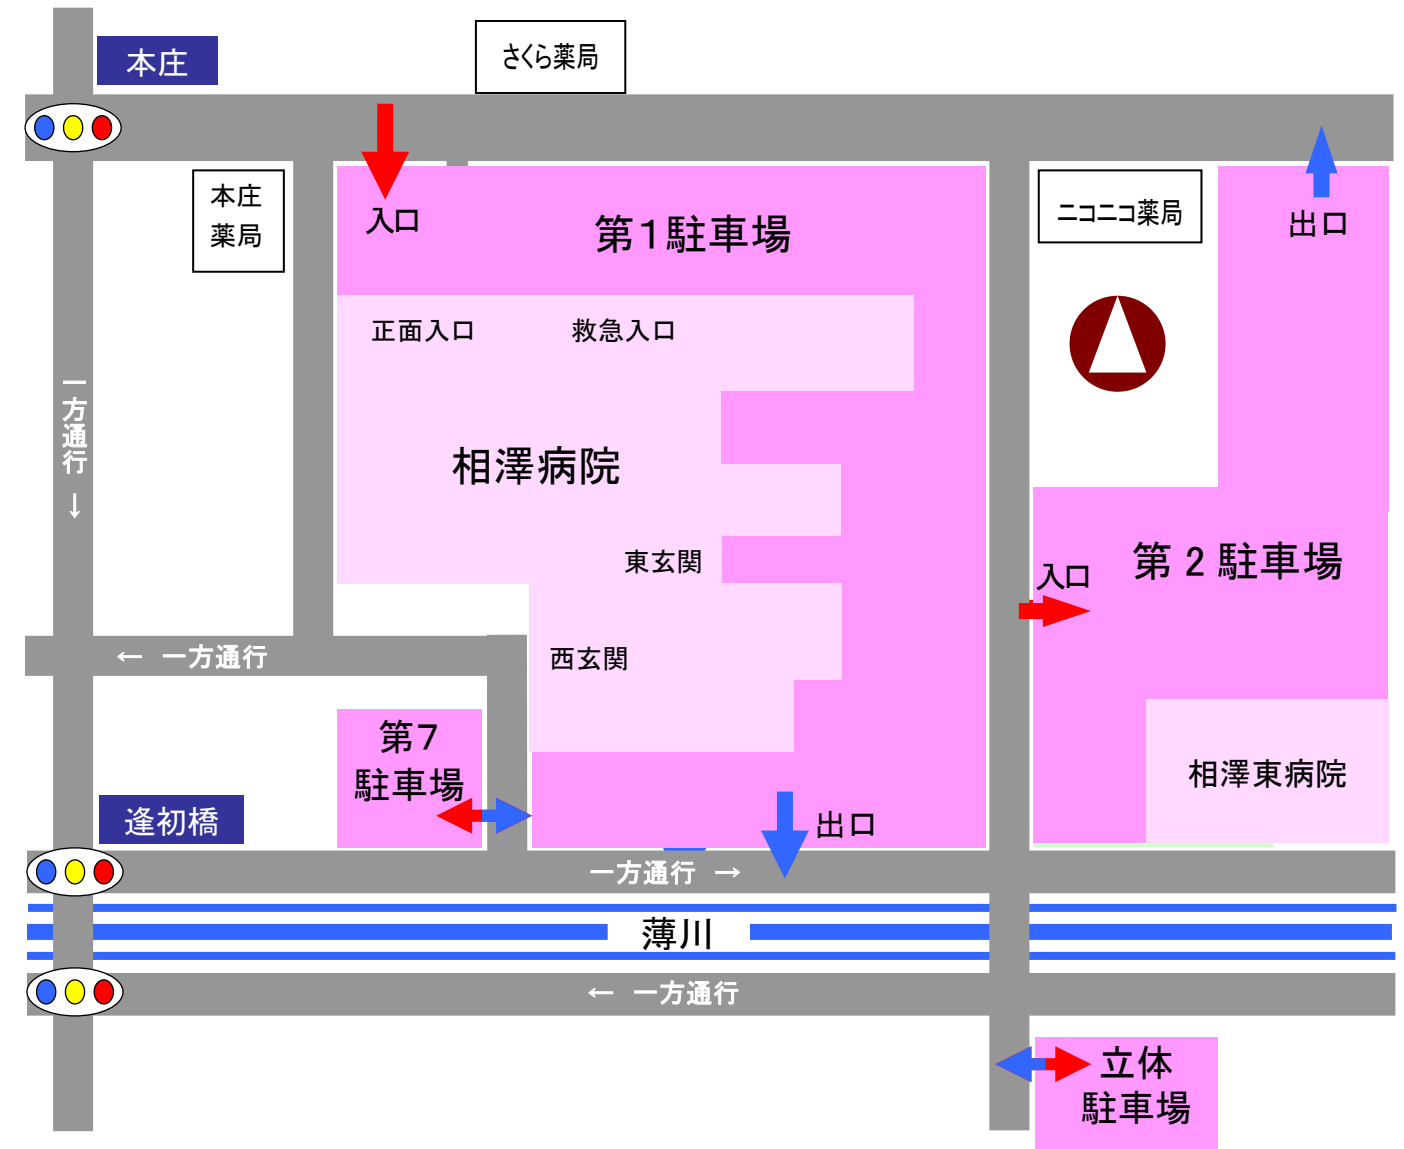 本庄
さくら薬局
本庄
薬局
入口
第1駐車場
ニコニコ薬局
出口
正面入口
救急入口
一方通行 ↓
相澤病院
東玄関
入口
第2駐車場
← 一方通行
西玄関
第7
駐車場
相澤東病院
逢初橋
出口
一方通行 →
薄川
← 一方通行
立体
駐車場